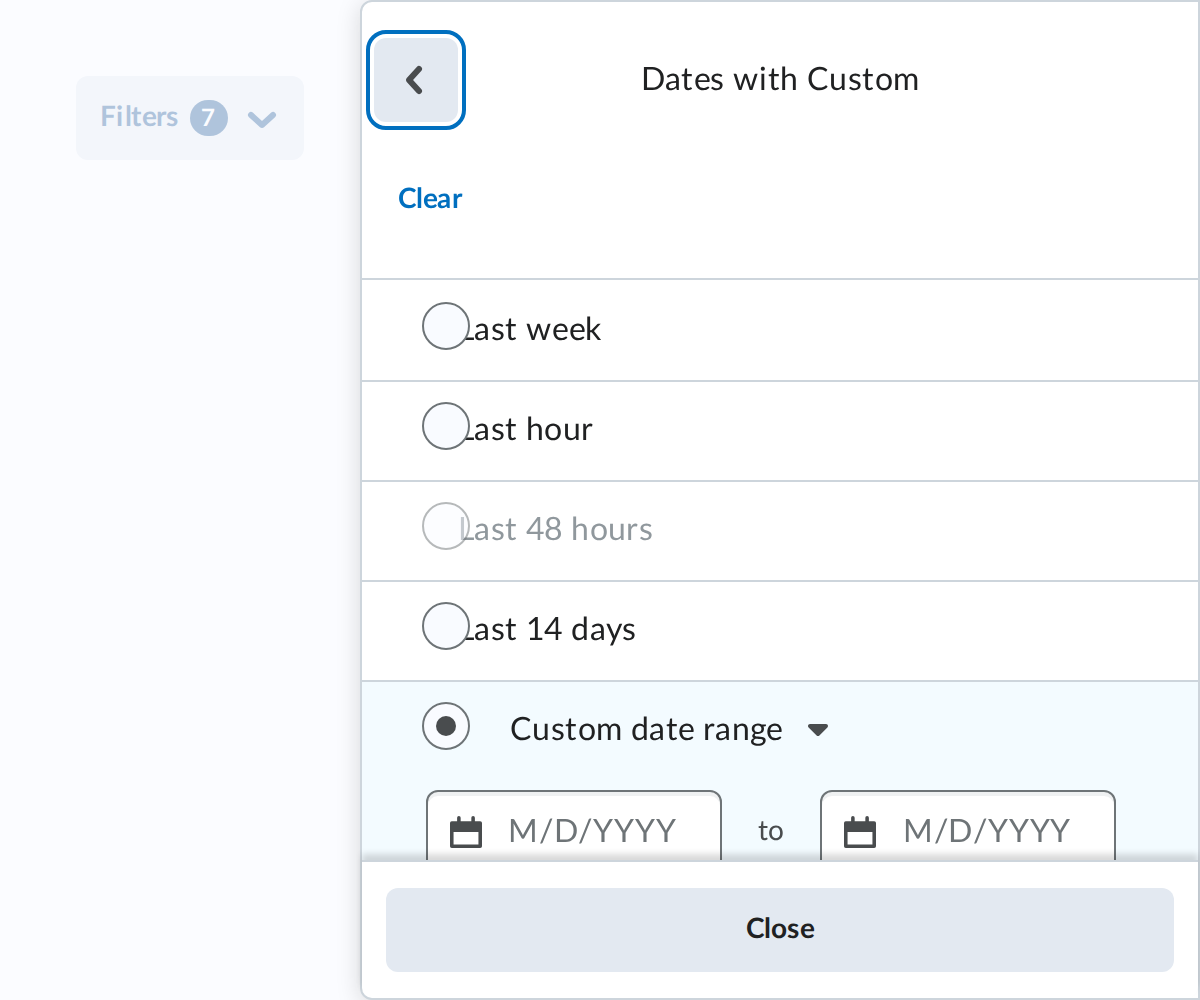 Filters 7
Dates with Custom
Clear
Last week
Last hour
Last 48 hours
Last 14 days
Custom date range
M/D/YYYY to M/D/YYYY
Close